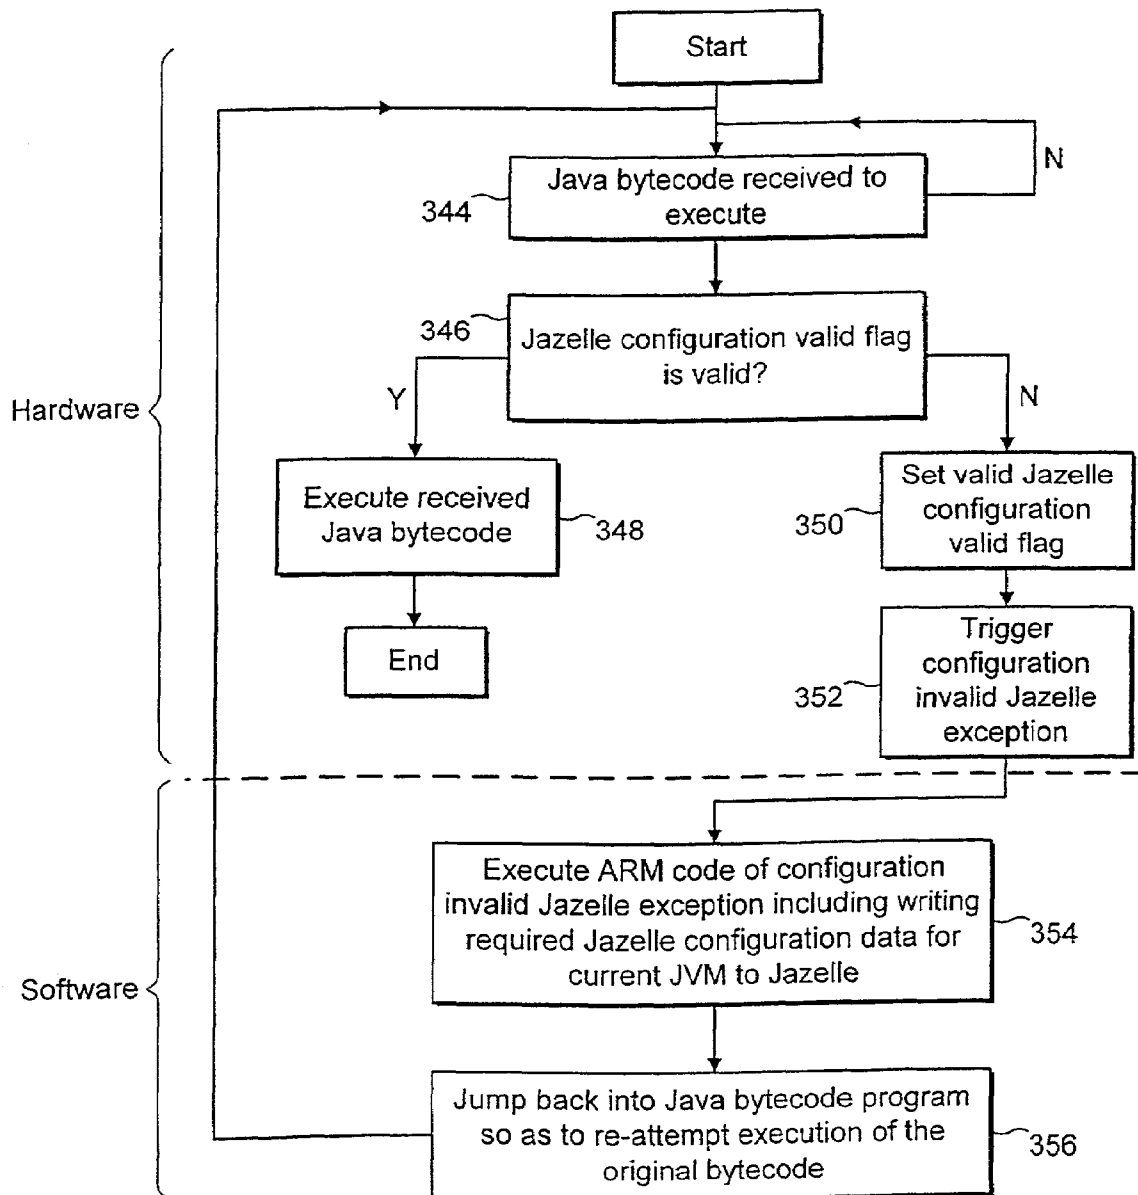 Start
N
Java bytecode received to
execute
344
346
Jazelle configuration valid flag
is valid?
Y
N
Hardware
Execute received
Java bytecode
348
350
Set valid Jazelle
configuration
valid flag
End
352
Trigger
configuration
invalid Jazelle
exception
Execute ARM code of configuration
invalid Jazelle exception including writing
required Jazelle configuration data for
current JVM to Jazelle
354
Software
Jump back into Java bytecode program
so as to re-attempt execution of the
original bytecode
356